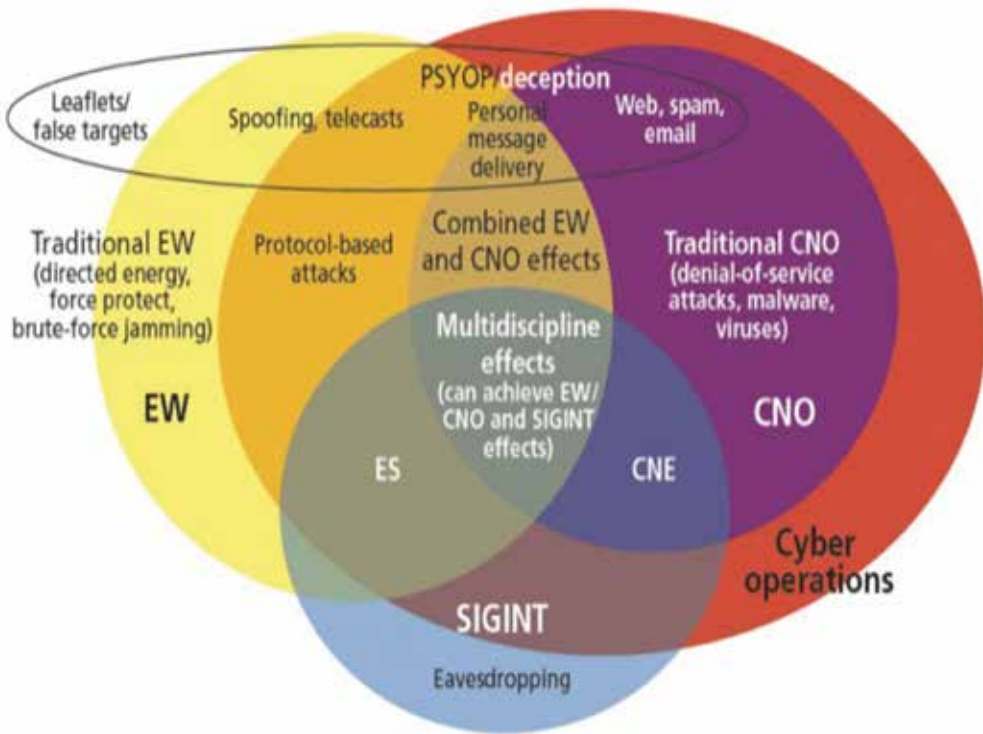 PSYOP/deception
Leaflets/
false targets
Spoofing, telecasts
Personal
message
delivery
Web, spam,
email
Traditional EW
(directed energy,
force protect,
brute-force jamming)
Protocol-based
attacks
Combined EW
and CNO effects
Traditional CNO
(denial-of-service
attacks, malware,
viruses)
Multidiscipline
effects
(can achieve EW/
CNO and SIGINT
effects)
EW
CNO
ES
CNE
Cyber
operations
SIGINT
Eavesdropping